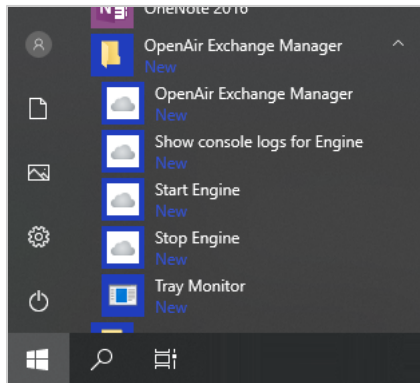 OneNote 2016
OpenAir Exchange Manager
New
OpenAir Exchange Manager
New
Show console logs for Engine
New
Start Engine
New
Stop Engine
New
Tray Monitor
New